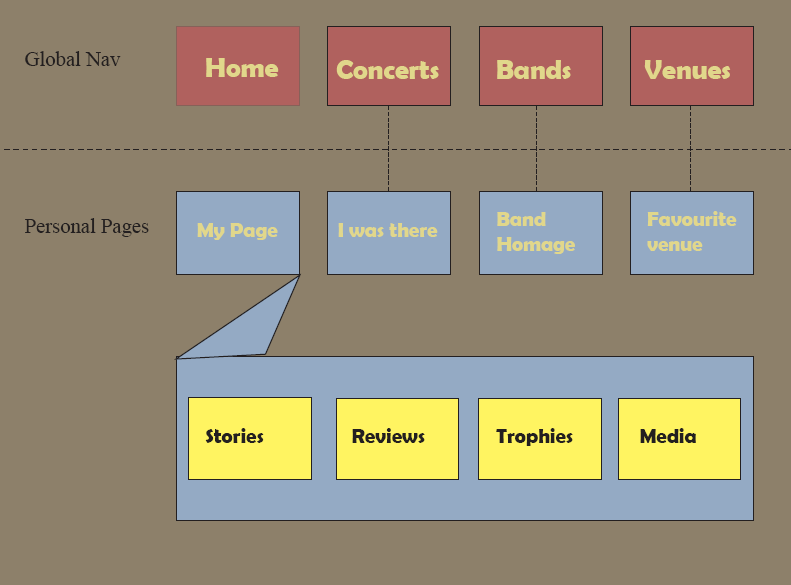 Global Nav
Home
Concerts
Bands
Venues
Personal Pages
My Page
I was there
Band
Homage
Favourite
venue
Stories
Reviews
Trophies
Media